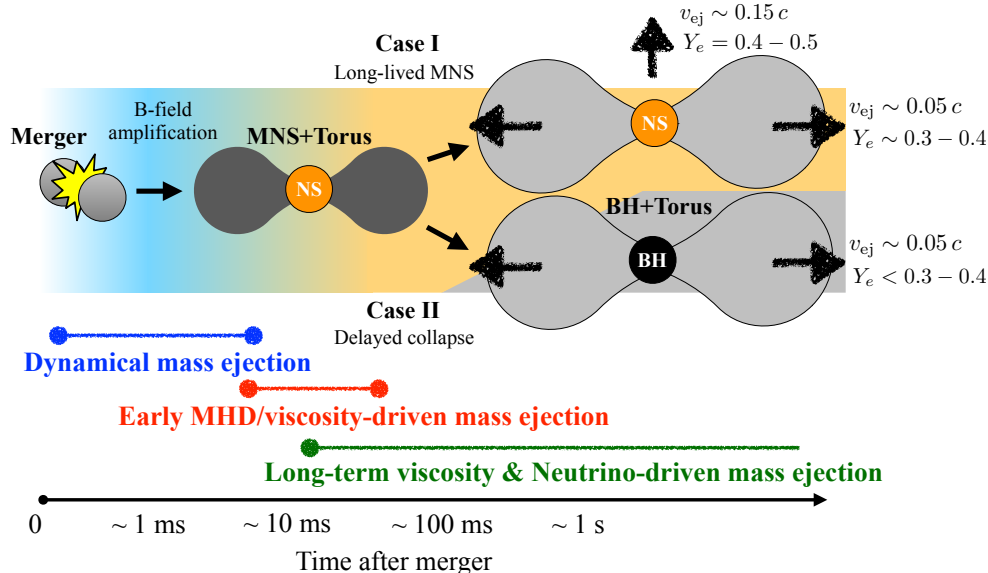 Case I
Long-lived MNS
v_ej ~ 0.15 c
Y_e = 0.4 − 0.5
B-field
amplification
Merger
MNS+Torus
NS
NS
v_ej ~ 0.05 c
Y_e ~ 0.3 − 0.4
BH+Torus
BH
v_ej ~ 0.05 c
Y_e < 0.3 − 0.4
Case II
Delayed collapse
Dynamical mass ejection
Early MHD/viscosity-driven mass ejection
Long-term viscosity & Neutrino-driven mass ejection
0 ~ 1 ms ~ 10 ms ~ 100 ms ~ 1 s
Time after merger